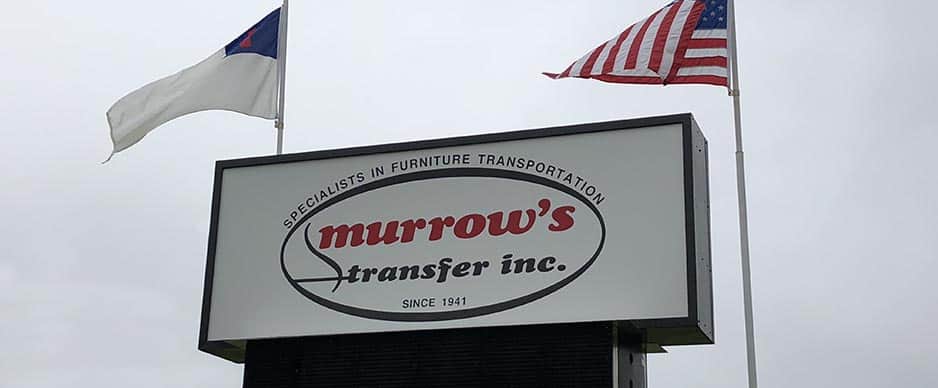 SPECIALISTS IN FURNITURE TRANSPORTATION
murrow's
transfer inc.
SINCE 1941